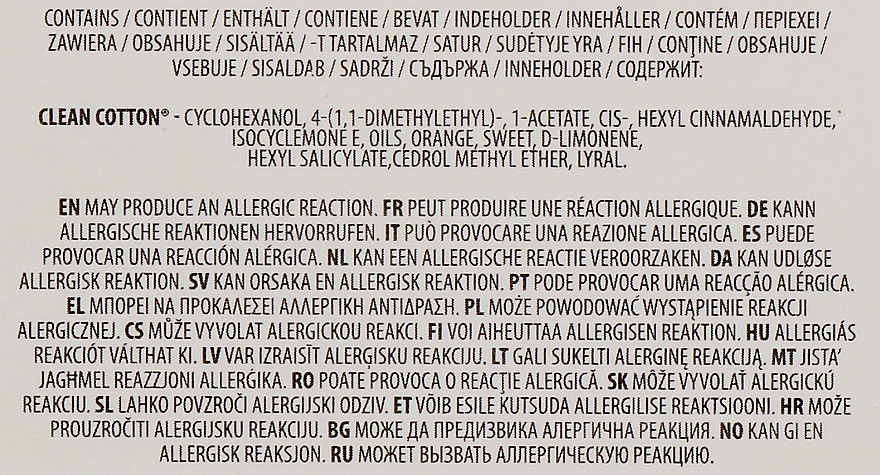 CONTAINS / CONTIENT / ENTHÄLT / CONTIENE / BEVAT / INDEHOLDER / INNEHÅLLER / CONTÉM / ΠΕΡΙΕΧΕΙ /
ZAWIERA / OBSAHUJE / SISÄLTÄÄ / -T TARTALMAZ / SATUR / SUDĖTYJE YRA / FIH / CONŢINE / OBSAHUJE /
VSEBUJE / SISALDAB / SADRŽI / СЪДЪРЖА / INNEHOLDER / СОДЕРЖИТ:
CLEAN COTTON® - CYCLOHEXANOL, 4-(1,1-DIMETHYLETHYL)-, 1-ACETATE, CIS-, HEXYL CINNAMALDEHYDE,
ISOCYCLEMONE E, OILS, ORANGE, SWEET, D-LIMONENE,
HEXYL SALICYLATE,CEDROL METHYL ETHER, LYRAL.
EN MAY PRODUCE AN ALLERGIC REACTION. FR PEUT PRODUIRE UNE RÉACTION ALLERGIQUE. DE KANN
ALLERGISCHE REAKTIONEN HERVORRUFEN. IT PUÒ PROVOCARE UNA REAZIONE ALLERGICA. ES PUEDE
PROVOCAR UNA REACCIÓN ALÉRGICA. NL KAN EEN ALLERGISCHE REACTIE VEROORZAKEN. DA KAN UDLØSE
ALLERGISK REAKTION. SV KAN ORSAKA EN ALLERGISK REAKTION. PT PODE PROVOCAR UMA REACÇÃO ALÉRGICA.
EL ΜΠΟΡΕΙ ΝΑ ΠΡΟΚΑΛΕΣΕΙ ΑΛΛΕΡΓΙΚΗ ΑΝΤΙΔΡΑΣΗ. PL MOŻE POWODOWAĆ WYSTĄPIENIE REAKCJI
ALERGICZNEJ. CS MŮŽE VYVOLAT ALERGICKOU REAKCI. FI VOI AIHEUTTAA ALLERGISEN REAKTION. HU ALLERGIÁS
REAKCIÓT VÁLTHAT KI. LV VAR IZRAISĪT ALERĢISKU REAKCIJU. LT GALI SUKELTI ALERGINĘ REAKCIJĄ. MT JISTA'
JAGĦMEL REAZZJONI ALLERĠIKA. RO POATE PROVOCA O REACŢIE ALERGICĂ. SK MÔŽE VYVOLAŤ ALERGICKÚ
REAKCIU. SL LAHKO POVZROČI ALERGIJSKI ODZIV. ET VÕIB ESILE KUTSUDA ALLERGILISE REAKTSIOONI. HR MOŽE
PROUZROČITI ALERGIJSKU REAKCIJU. BG МОЖЕ ДА ПРЕДИЗВИКА АЛЕРГИЧНА РЕАКЦИЯ. NO KAN GI EN
ALLERGISK REAKSJON. RU МОЖЕТ ВЫЗВАТЬ АЛЛЕРГИЧЕСКУЮ РЕАКЦИЮ.